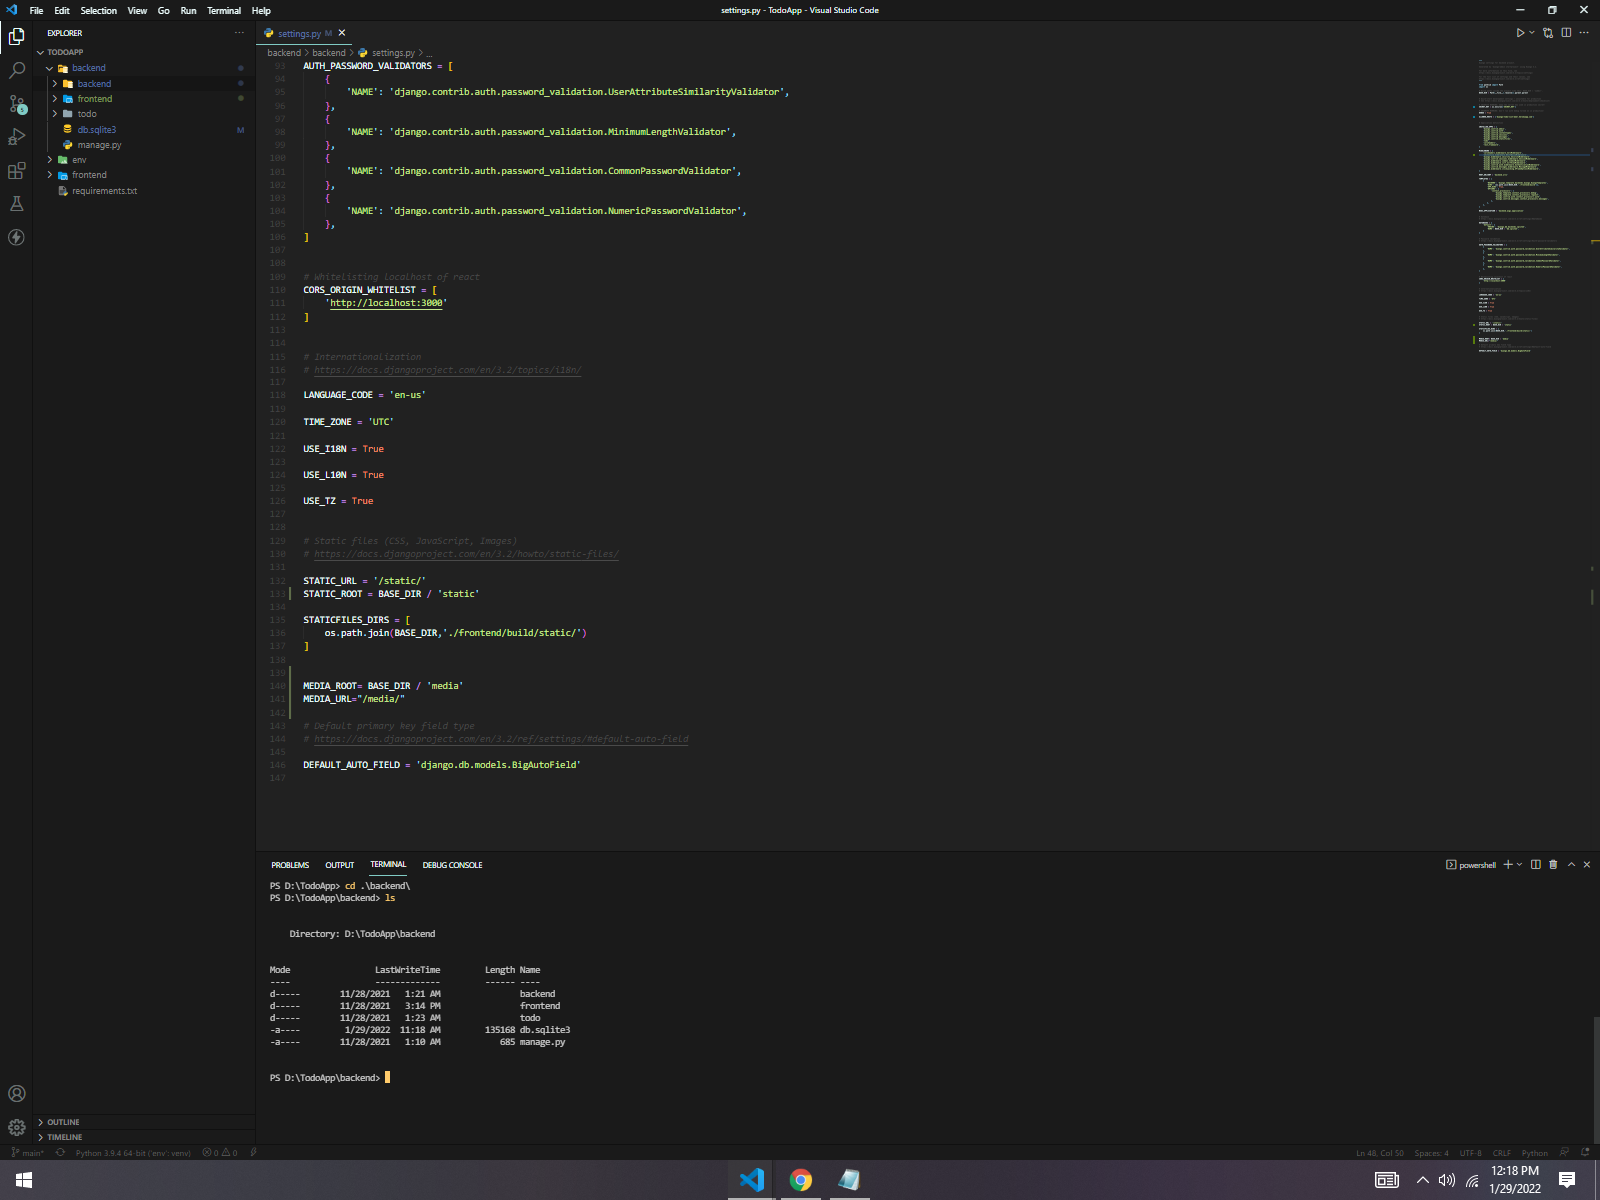 File Edit Selection View Go Run Terminal Help
settings.py - TodoApp - Visual Studio Code
EXPLORER
TODOAPP
backend
backend
frontend
todo
db.sqlite3 M
manage.py
env
frontend
requirements.txt
OUTLINE
TIMELINE
settings.py M
backend > backend > settings.py > ...
93 AUTH_PASSWORD_VALIDATORS = [
94 {
95 'NAME': 'django.contrib.auth.password_validation.UserAttributeSimilarityValidator',
96 },
97 {
98 'NAME': 'django.contrib.auth.password_validation.MinimumLengthValidator',
99 },
100 {
101 'NAME': 'django.contrib.auth.password_validation.CommonPasswordValidator',
102 },
103 {
104 'NAME': 'django.contrib.auth.password_validation.NumericPasswordValidator',
105 },
106 ]
107
108
109 # Whitelisting localhost of react
110 CORS_ORIGIN_WHITELIST = [
111 'http://localhost:3000'
112 ]
113
114
115 # Internationalization
116 # https://docs.djangoproject.com/en/3.2/topics/i18n/
117
118 LANGUAGE_CODE = 'en-us'
119
120 TIME_ZONE = 'UTC'
121
122 USE_I18N = True
123
124 USE_L10N = True
125
126 USE_TZ = True
127
128
129 # Static files (CSS, JavaScript, Images)
130 # https://docs.djangoproject.com/en/3.2/howto/static-files/
131
132 STATIC_URL = '/static/'
133 STATIC_ROOT = BASE_DIR / 'static'
134
135 STATICFILES_DIRS = [
136 os.path.join(BASE_DIR,'./frontend/build/static/')
137 ]
138
139
140 MEDIA_ROOT= BASE_DIR / 'media'
141 MEDIA_URL="/media/"
142
143 # Default primary key field type
144 # https://docs.djangoproject.com/en/3.2/ref/settings/#default-auto-field
145
146 DEFAULT_AUTO_FIELD = 'django.db.models.BigAutoField'
147
PROBLEMS OUTPUT TERMINAL DEBUG CONSOLE
powershell
PS D:\TodoApp> cd .\backend\
PS D:\TodoApp\backend> ls
Directory: D:\TodoApp\backend
Mode LastWriteTime Length Name
---- ------------- ------ ----
d----- 11/28/2021 1:21 AM backend
d----- 11/28/2021 3:14 PM frontend
d----- 11/28/2021 1:23 AM todo
-a---- 1/29/2022 11:18 AM 135168 db.sqlite3
-a---- 11/28/2021 1:10 AM 685 manage.py
PS D:\TodoApp\backend>
main* Python 3.9.4 64-bit ('env': venv) 0 0
Ln 48, Col 50 Spaces: 4 UTF-8 CRLF Python
12:18 PM
1/29/2022